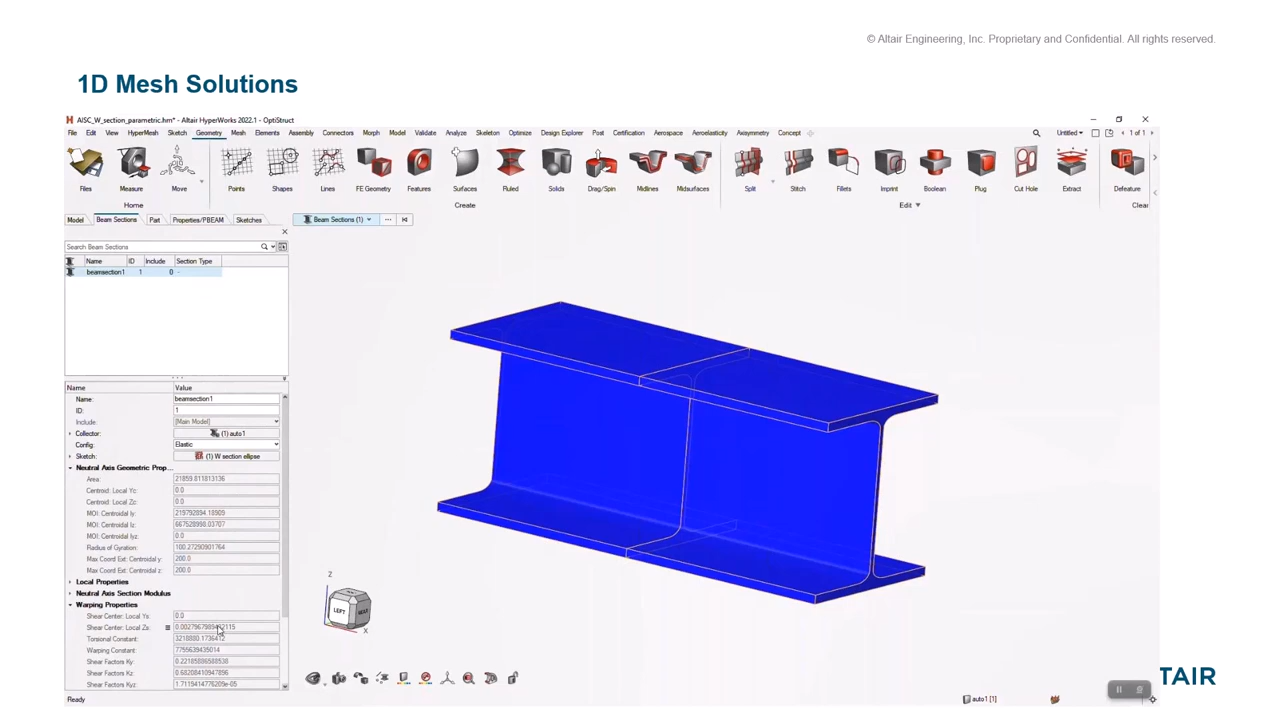 © Altair Engineering, Inc. Proprietary and Confidential. All rights reserved.
1D Mesh Solutions
AISC_W_section_parametric.hm* - Altair HyperWorks 2022.1 - OptiStruct
File Edit View HyperMesh Sketch Geometry Mesh Elements Assembly Connectors Morph Model Validate Analyze Skeleton Optimize Design Explorer Post Certification Aerospace Aeroelasticity Axisymmetry Concept Untitled 1 of 1
Files Measure Move Points Shapes Lines FE Geometry Features Surfaces Ruled Solids Drag/Spin Midlines Midsurfaces Split Stitch Fillets Imprint Boolean Plug Cut Hole Extract Defeature
Home Create Edit Clear
Model Beam Sections Part Properties/PBEAM Sketches Beam Sections (1)
Search Beam Sections
Name ID Include Section Type
beamsection1 1 0 -
Name Value
Name: beamsection1
ID: 1
Include: [Main Model]
Collector: (1) auto1
Config: Elastic
Sketch: (1) W section ellipse
Neutral Axis Geometric Prop...
Area: 21859.811813136
Centroid: Local Yc: 0.0
Centroid: Local Zc: 0.0
MOI: Centroidal Iy: 219792894.18909
MOI: Centroidal Iz: 667528998.03707
MOI: Centroidal Iyz: 0.0
Radius of Gyration: 100.27290901764
Max Coord Ext: Centroidal y: 200.0
Max Coord Ext: Centroidal z: 200.0
Local Properties
Neutral Axis Section Modulus
Warping Properties
Shear Center: Local Ys: 0.0
Shear Center: Local Zs:
Torsional Constant: 3218880.1736412
Warping Constant: 7755639435014
Shear Factors Ky: 0.22185886588538
Shear Factors Kz: 0.68208410947896
Shear Factors Kyz: 1.7119414776209e-05
Z
LEFT REAR
X
Ready auto1 [1]
TAIR